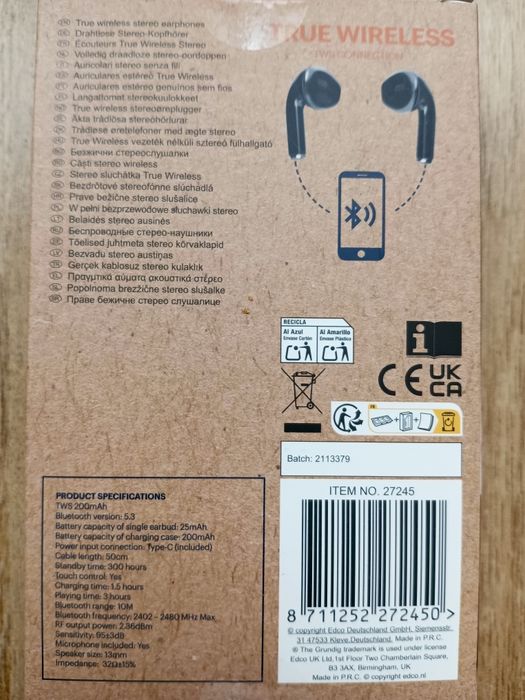 TRUE WIRELESS
TWS CONNECTION
True wireless stereo earphones
Drahtlose Stereo-Kopfhörer
Écouteurs True Wireless Stereo
Volledig draadloze stereo-oordoppen
Auricolari stereo senza fili
Auriculares estéreo True Wireless
Auriculares estéreo genuínos sem fios
Langattomat stereokuulokkeet
True wireless stereoøreplugger
Äkta trådlösa stereohörlurar
Trådløse øretelefoner med ægte stereo
True Wireless vezeték nélküli sztereó fülhallgató
Безжични стереослушалки
Căști stereo wireless
Stereo sluchátka True Wireless
Bezdrôtové stereofónne slúchadlá
Prave bežične stereo slušalice
W pełni bezprzewodowe słuchawki stereo
Belaidės stereo ausinės
Беспроводные стерео-наушники
Tõelised juhtmeta stereo kõrvaklapid
Bezvadu stereo austiņas
Gerçek kablosuz stereo kulaklık
Πραγματικά ασύρματα ακουστικά στέρεο
Popolnoma brezžične stereo slušalke
Праве бежичне стерео слушалице
RECICLA
Al Azul Al Amarillo
Envase Cartón Envase Plástico
i
CE UK
CA
FR
+ +
Batch: 2113379
PRODUCT SPECIFICATIONS
TWS 200mAh
Bluetooth version: 5.3
Battery capacity of single earbud: 25mAh
Battery capacity of charging case: 200mAh
Power input connection: Type-C (included)
Cable length: 50cm
Standby time: 300 hours
Touch control: Yes
Charging time: 1.5 hours
Playing time: 3 hours
Bluetooth range: 10M
Bluetooth frequency: 2402 - 2480 MHz Max.
RF output power: 2.36dBm
Sensitivity: 95±3dB
Microphone included: Yes
Speaker size: 13mm
Impedance: 32Ω±15%
ITEM NO. 27245
8 711252 272450 >
© copyright Edco Deutschland GmbH, Siemensstr.
31 47533 Kleve,Deutschland. Made in P.R.C.
® The Grundig trademark is used under license
Edco UK Ltd,1st Floor Two Chamberlain Square,
B3 3AX, Birmingham, UK
Made in P.R.C. © copyright edco.nl